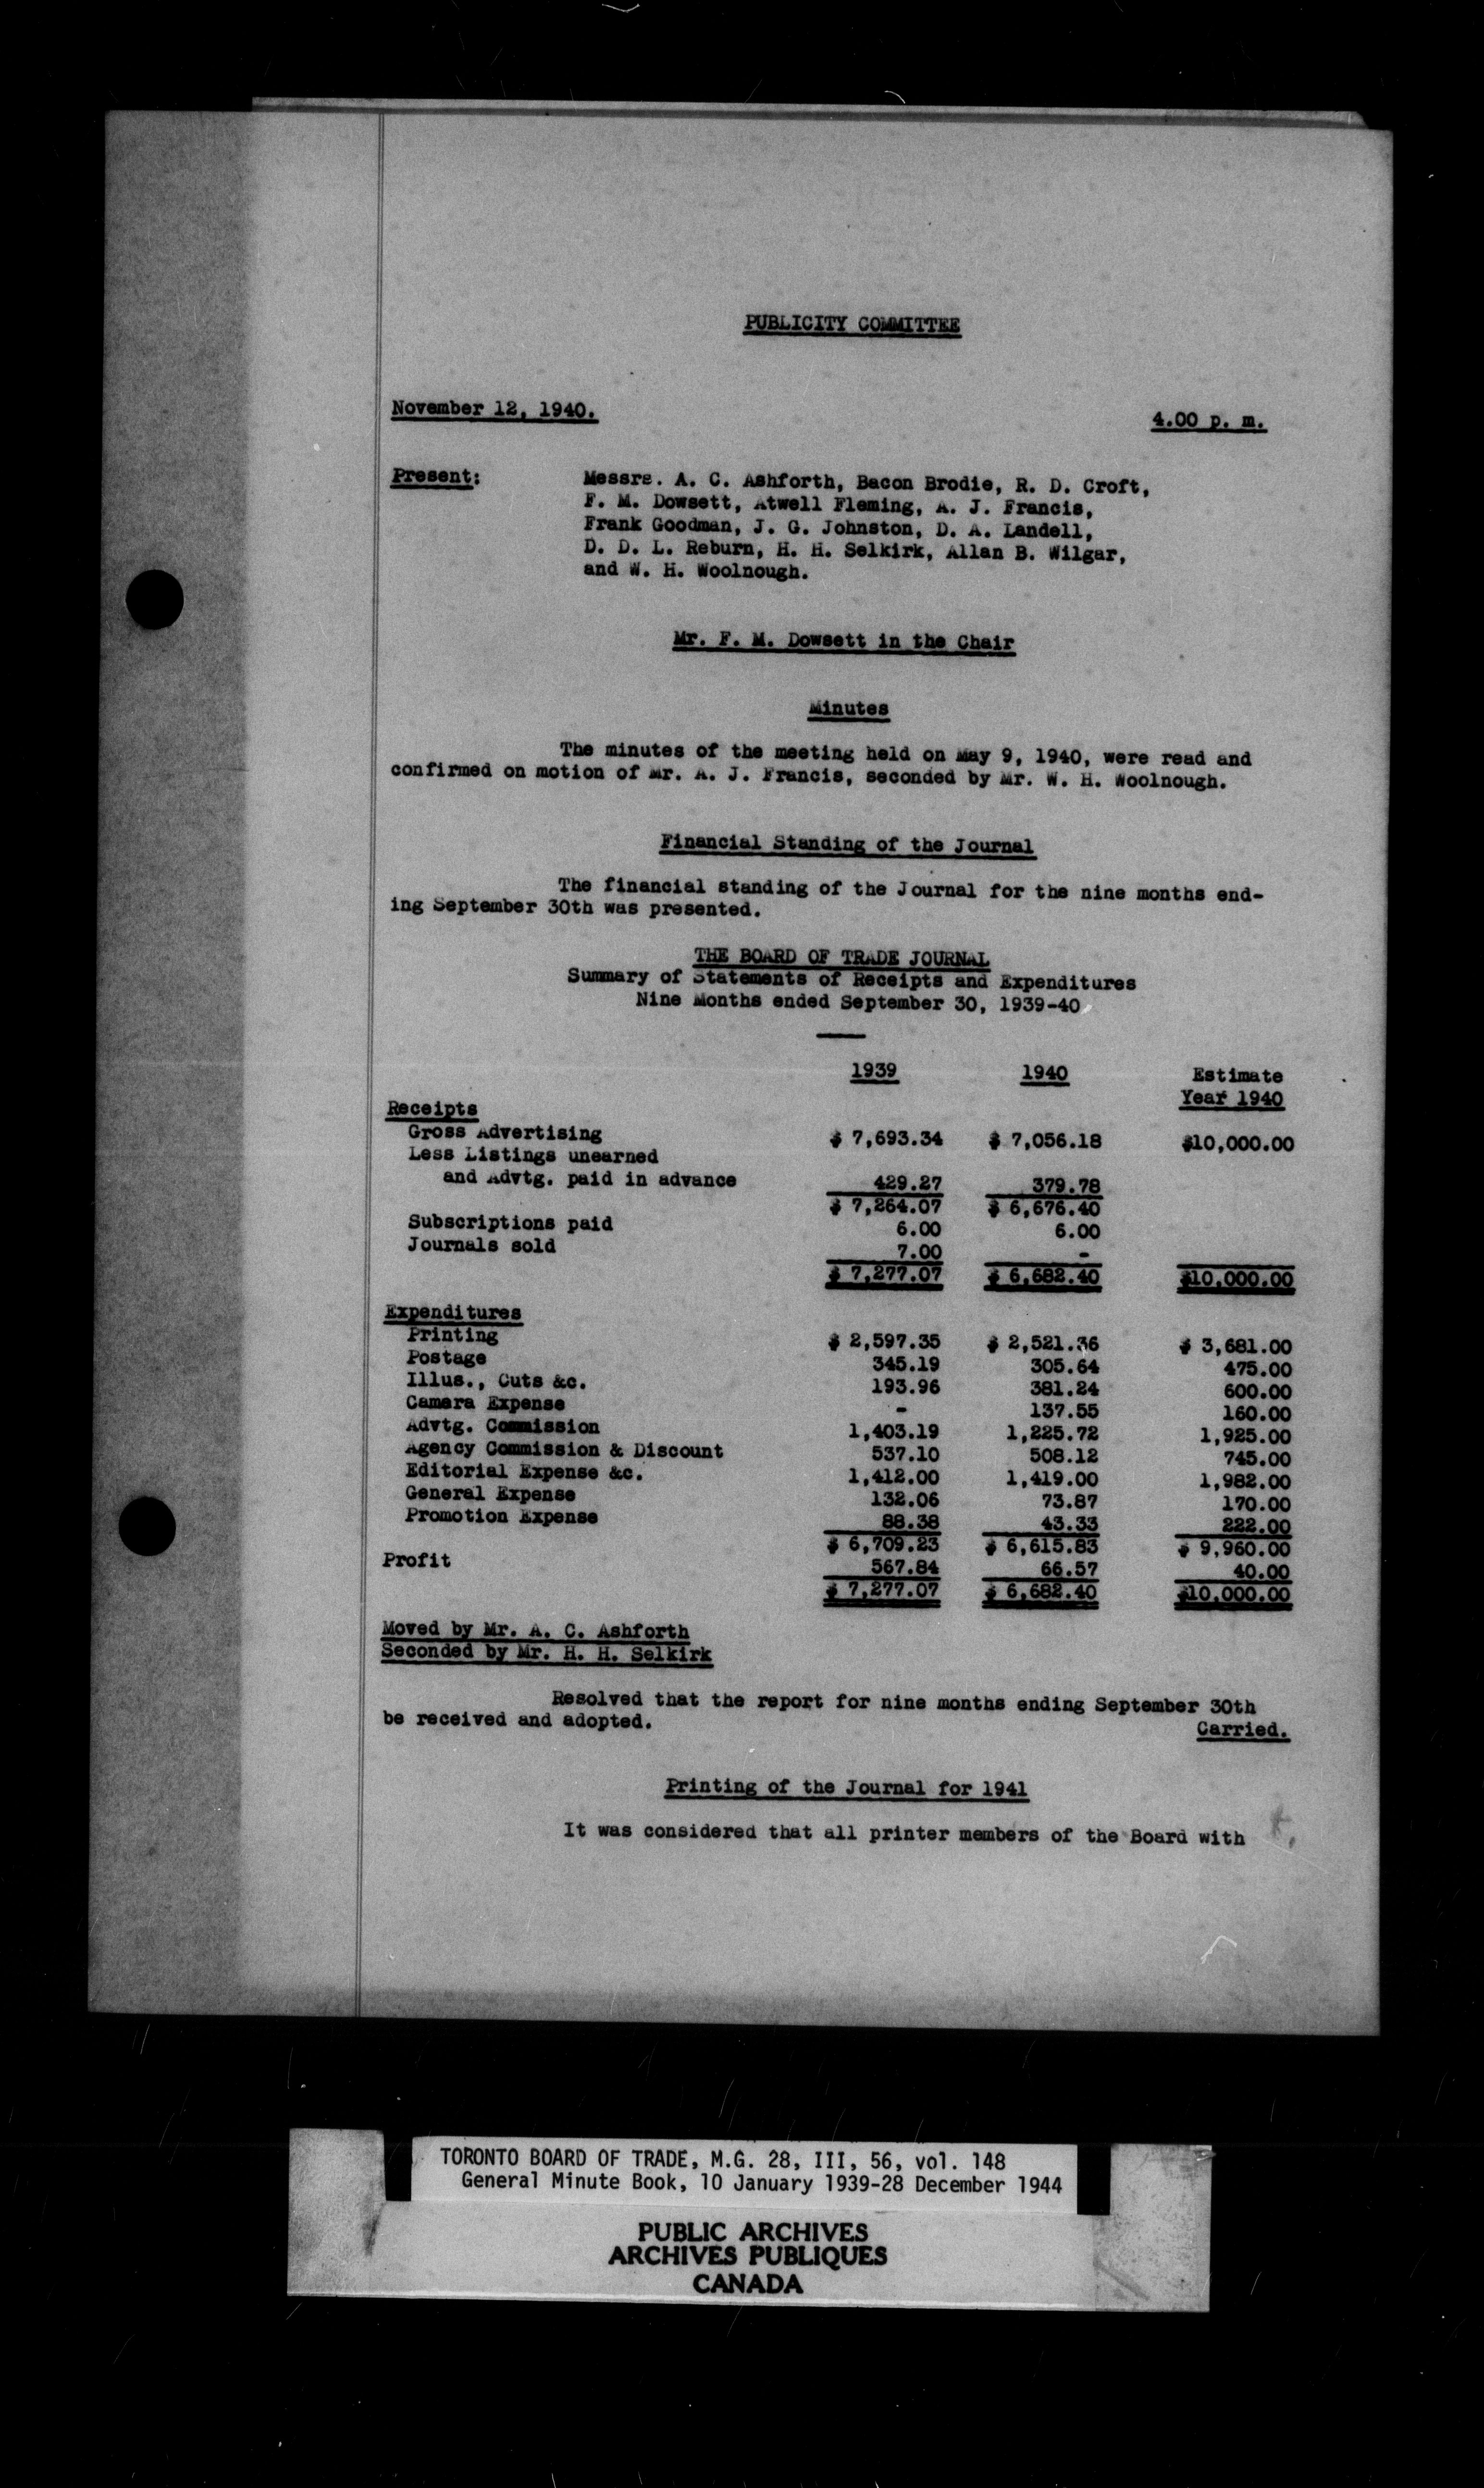 PUBLICITY COMMITTEE
November 12, 1940.
4.00 p. m.
Present:
Messrs. A. C. Ashforth, Bacon Brodie, R. D. Croft,
F. M. Dowsett, Atwell Fleming, A. J. Francis,
Frank Goodman, J. G. Johnston, D. A. Landell,
D. D. L. Reburn, H. H. Selkirk, Allan B. Wilgar,
and W. H. Woolnough.
Mr. F. M. Dowsett in the Chair
Minutes
The minutes of the meeting held on May 9, 1940, were read and
confirmed on motion of Mr. A. J. Francis, seconded by Mr. W. H. Woolnough.
Financial Standing of the Journal
The financial standing of the Journal for the nine months end-
ing September 30th was presented.
THE BOARD OF TRADE JOURNAL
Summary of Statements of Receipts and Expenditures
Nine Months ended September 30, 1939-40
1939 1940 Estimate
Year 1940
Receipts
Gross Advertising $ 7,693.34 $ 7,056.18 $10,000.00
Less Listings unearned
and Advtg. paid in advance 429.27 379.78
$ 7,264.07 $ 6,676.40
Subscriptions paid 6.00 6.00
Journals sold 7.00 -
$ 7,277.07 $ 6,682.40 $10,000.00
Expenditures
Printing $ 2,597.35 $ 2,521.36 $ 3,681.00
Postage 345.19 305.64 475.00
Illus., Cuts &c. 193.96 381.24 600.00
Camera Expense - 137.55 160.00
Advtg. Commission 1,403.19 1,225.72 1,925.00
Agency Commission & Discount 537.10 508.12 745.00
Editorial Expense &c. 1,412.00 1,419.00 1,982.00
General Expense 132.06 73.87 170.00
Promotion Expense 88.38 43.33 222.00
$ 6,709.23 $ 6,615.83 $ 9,960.00
Profit 567.84 66.57 40.00
$ 7,277.07 $ 6,682.40 $10,000.00
Moved by Mr. A. C. Ashforth
Seconded by Mr. H. H. Selkirk
Resolved that the report for nine months ending September 30th
be received and adopted.
Carried.
Printing of the Journal for 1941
It was considered that all printer members of the Board with
TORONTO BOARD OF TRADE, M.G. 28, III, 56, vol. 148
General Minute Book, 10 January 1939-28 December 1944
PUBLIC ARCHIVES
ARCHIVES PUBLIQUES
CANADA